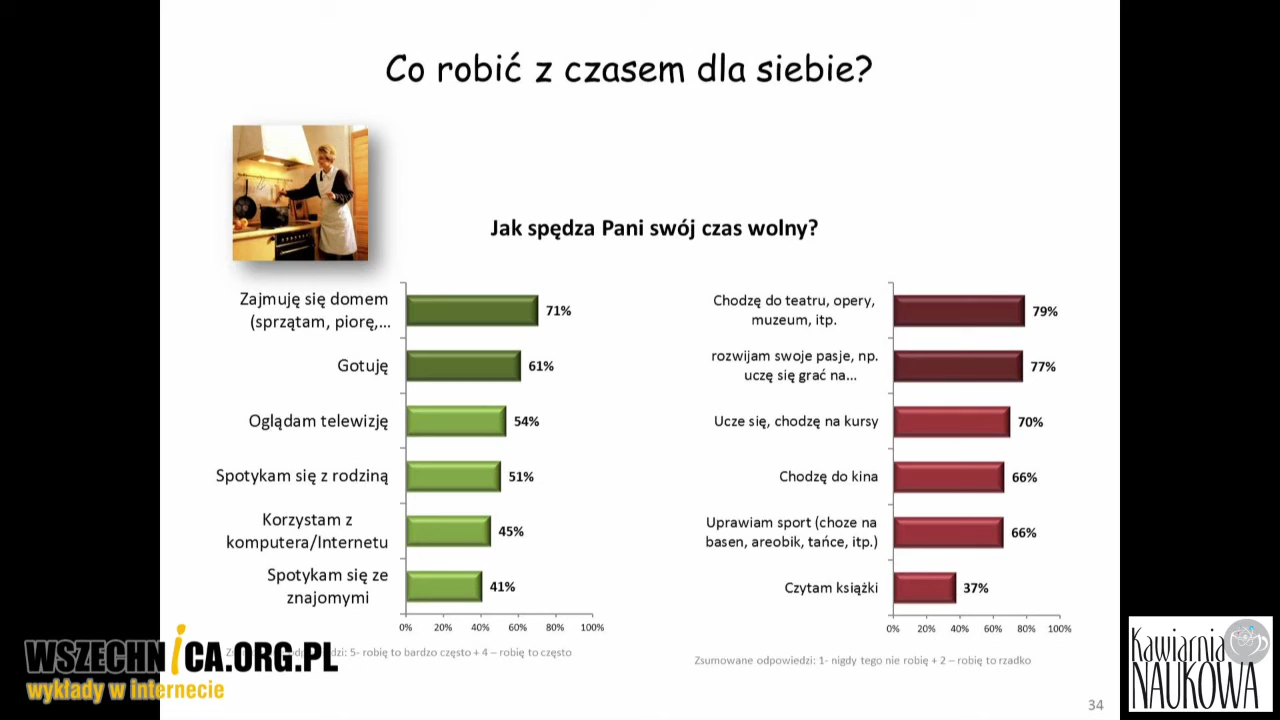 Co robić z czasem dla siebie?
Jak spędza Pani swój czas wolny?
Zajmuję się domem
(sprzątam, piorę,...
71%
Gotuję
61%
Oglądam telewizję
54%
Spotykam się z rodziną
51%
Korzystam z
komputera/Internetu
45%
Spotykam się ze
znajomymi
41%
0% 20% 40% 60% 80% 100%
5- robię to bardzo często + 4 – robię to często
Chodzę do teatru, opery,
muzeum, itp.
79%
rozwijam swoje pasje, np.
uczę się grać na...
77%
Ucze się, chodzę na kursy
70%
Chodzę do kina
66%
Uprawiam sport (choze na
basen, areobik, tańce, itp.)
66%
Czytam książki
37%
0% 20% 40% 60% 80% 100%
Zsumowane odpowiedzi: 1- nigdy tego nie robię + 2 – robię to rzadko
34
WSZECHNiCA.ORG.PL
wykłady w internecie
Kawiarnia
NAUKOWA